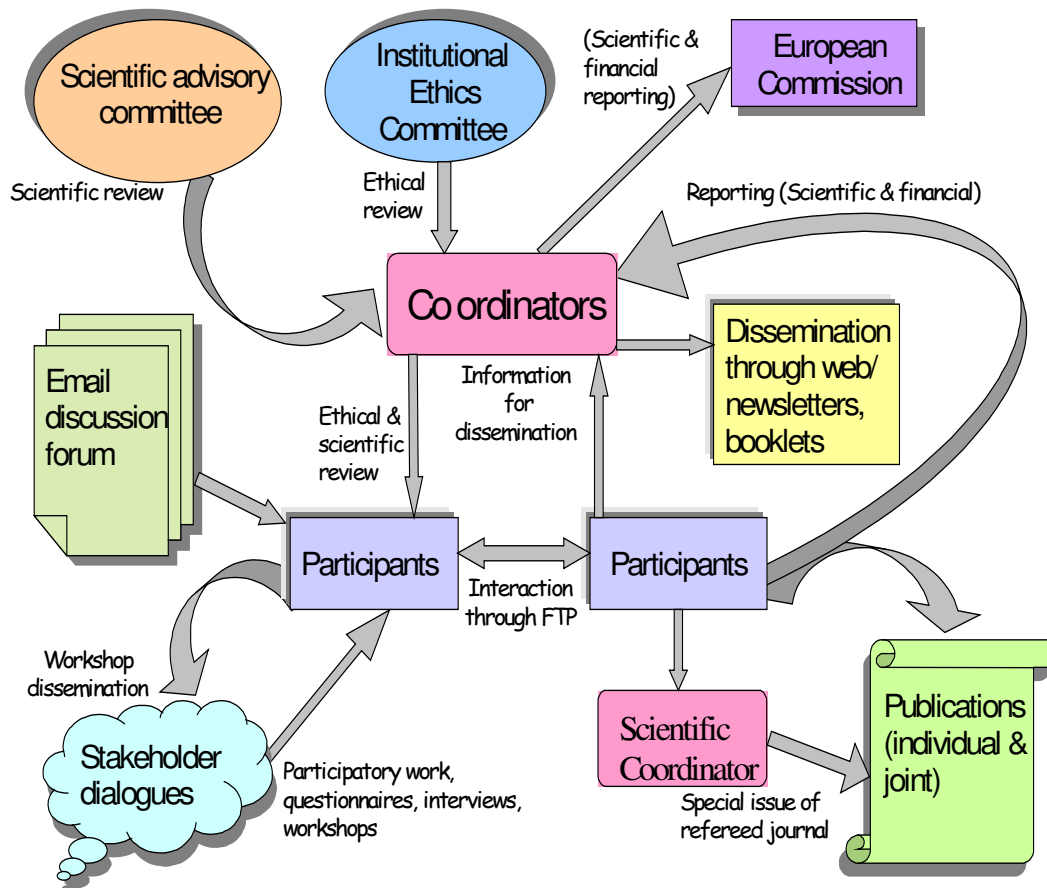 Scientific advisory
committee
Institutional
Ethics
Committee
(Scientific &
financial
reporting)
European
Commission
Scientific review
Ethical
review
Reporting (Scientific & financial)
Co ordinators
Dissemination
through web/
newsletters,
booklets
Email
discussion
forum
Ethical &
scientific
review
Information
for
dissemination
Participants
Interaction
through FTP
Participants
Workshop
dissemination
Stakeholder
dialogues
Participatory work,
questionnaires, interviews,
workshops
Scientific
Coordinator
Special issue of
refereed journal
Publications
(individual &
joint)